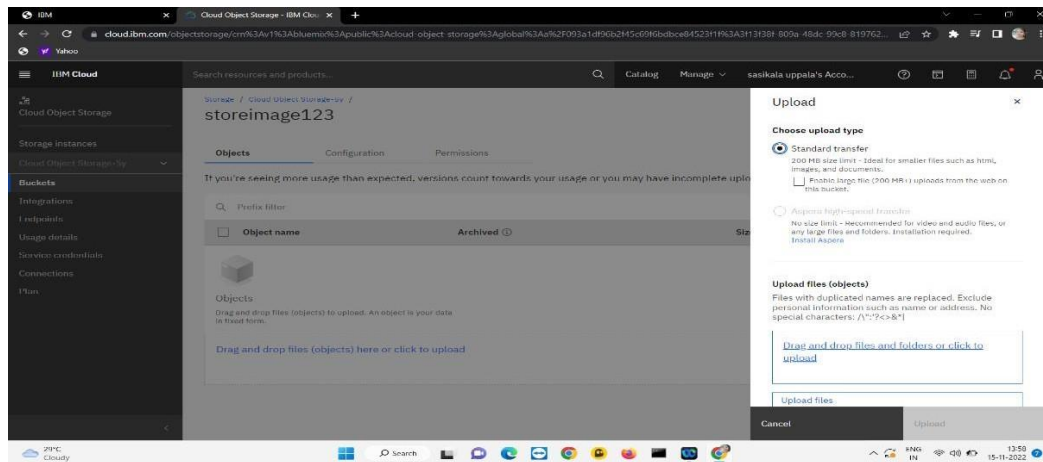 IBM
Cloud Object Storage - IBM Clou
cloud.ibm.com/objectstorage/crn%3Av1%3Abluemix%3Apublic%3Acloud-object-storage%3Aglobal%3Aa%2F
Yahoo
IBM Cloud
Search resources and products...
Catalog
Manage
sasikala uppala's Acco...
Cloud Object Storage
Storage instances
Cloud Object Storage-5y
Buckets
Integrations
Endpoints
Usage details
Service credentials
Connections
Plan
Storage / Cloud Object Storage-5y /
storeimage123
Objects Configuration Permissions
If you're seeing more usage than expected, versions count towards your usage or you may have incomplete uplo
Prefix filter
Object name Archived Siz
Objects
Drag and drop files (objects) to upload. An object is your data
in fixed form.
Drag and drop files (objects) here or click to upload
Upload
Choose upload type
Standard transfer
200 MB size limit - Ideal for smaller files such as html,
images, and documents.
Enable large file (200 MB+) uploads from the web on
this bucket.
Aspera high-speed transfer
No size limit - Recommended for video and audio files, or
any large files and folders. Installation required.
Install Aspera
Upload files (objects)
Files with duplicated names are replaced. Exclude
personal information such as name or address. No
special characters: /\":'?<>&*|
Drag and drop files and folders or click to
upload
Upload files
Cancel
Upload
29°C
Cloudy
Search
ENG
IN
13:58
15-11-2022